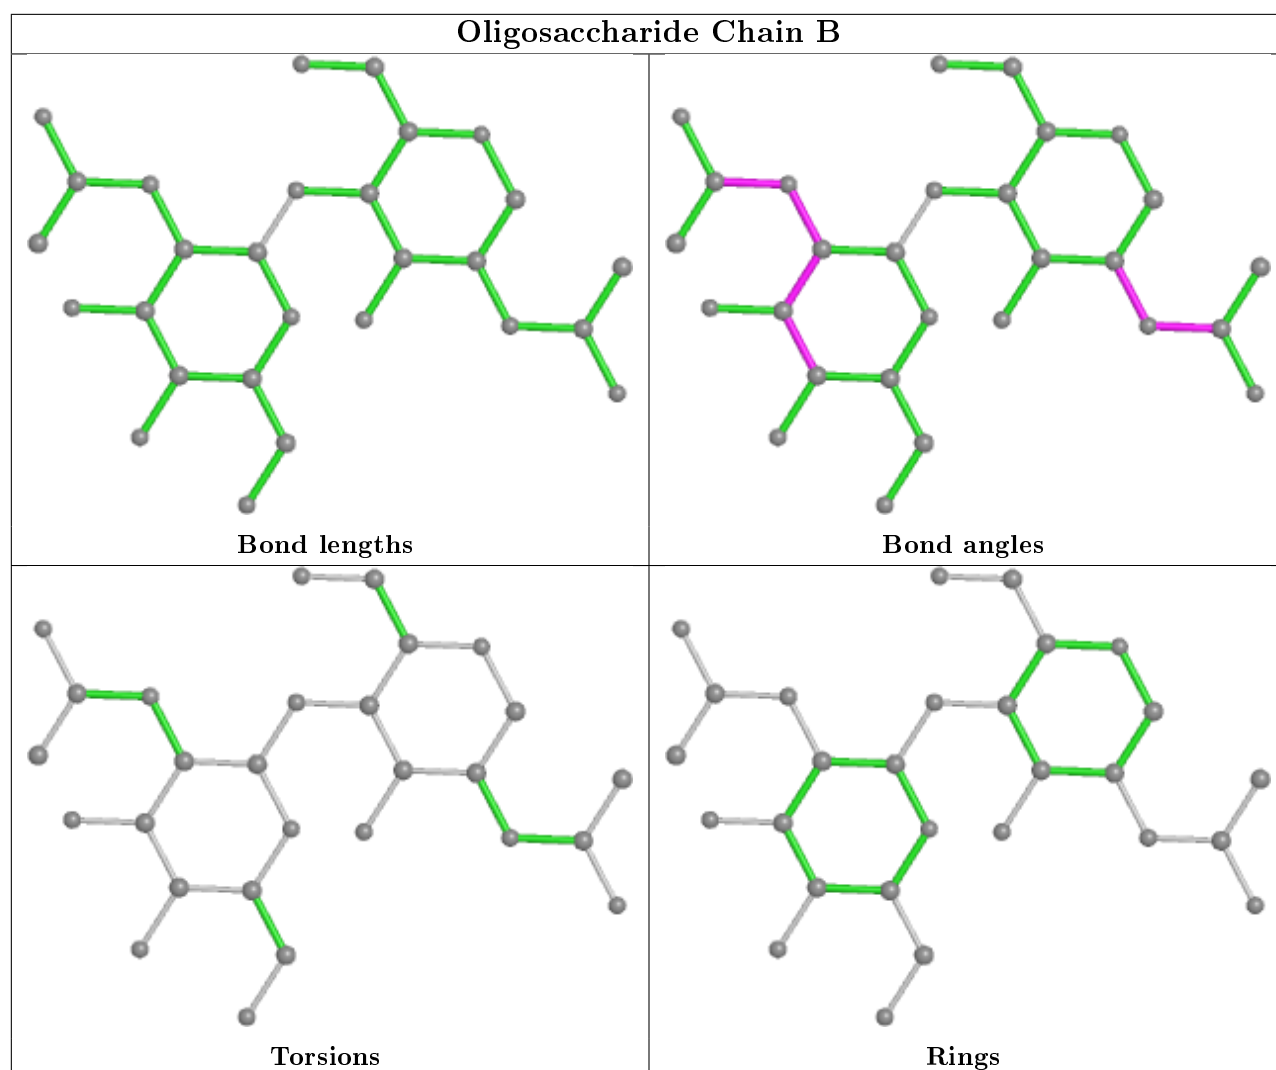 Oligosaccharide Chain B
Bond lengths
Bond angles
Torsions
Rings